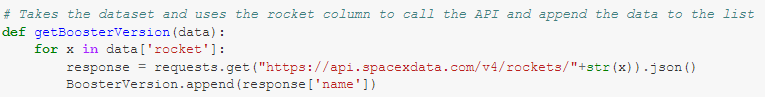 # Takes the dataset and uses the rocket column to call the API and append the data to the list
def getBoosterVersion(data):
    for x in data['rocket']:
        response = requests.get("https://api.spacexdata.com/v4/rockets/"+str(x)).json()
        BoosterVersion.append(response['name'])